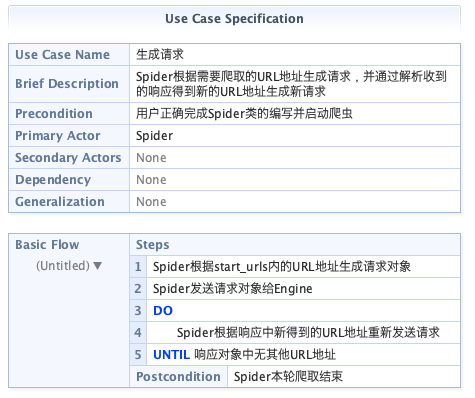 Use Case Specification
Use Case Name 生成请求
Brief Description Spider根据需要爬取的URL地址生成请求，并通过解析收到
的响应得到新的URL地址生成新请求
Precondition 用户正确完成Spider类的编写并启动爬虫
Primary Actor Spider
Secondary Actors None
Dependency None
Generalization None
Basic Flow Steps
(Untitled) ▼ 1 Spider根据start_urls内的URL地址生成请求对象
2 Spider发送请求对象给Engine
3 DO
4 Spider根据响应中新得到的URL地址重新发送请求
5 UNTIL 响应对象中无其他URL地址
Postcondition Spider本轮爬取结束